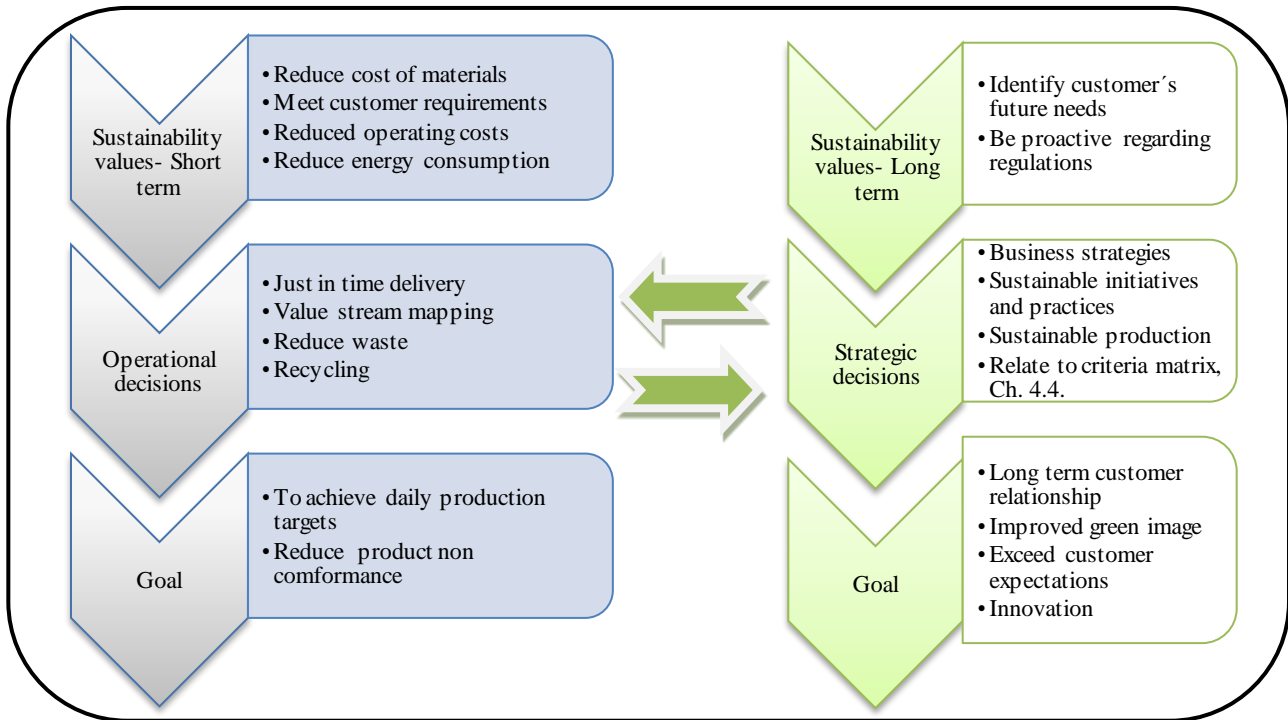 Sustainability
values- Short
term
• Reduce cost of materials
• Meet customer requirements
• Reduced operating costs
• Reduce energy consumption
Operational
decisions
• Just in time delivery
• Value stream mapping
• Reduce waste
• Recycling
Goal
• To achieve daily production
targets
• Reduce product non
comformance
Sustainability
values- Long
term
• Identify customer´s
future needs
• Be proactive regarding
regulations
Strategic
decisions
• Business strategies
• Sustainable initiatives
and practices
• Sustainable production
• Relate to criteria matrix,
Ch. 4.4.
Goal
• Long term customer
relationship
• Improved green image
• Exceed customer
expectations
• Innovation